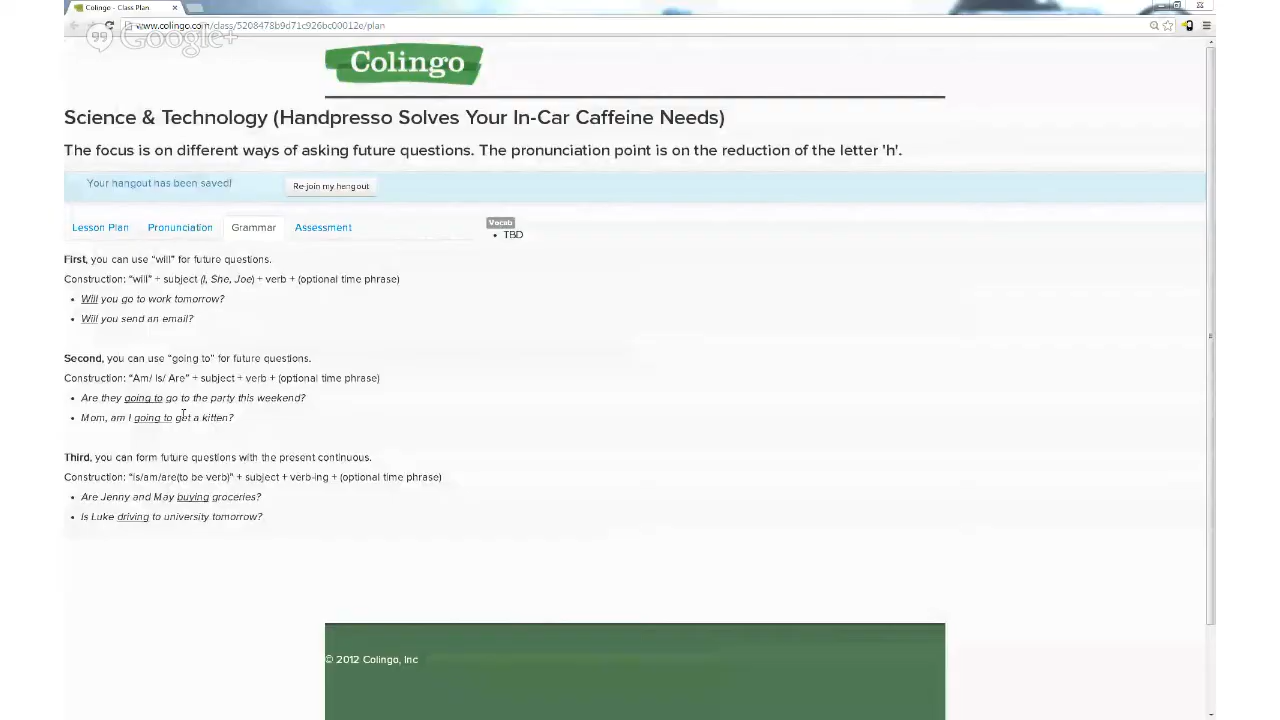 Colingo - Class Plan
www.colingo.com/class/5208478b9d71c926bc00012e/plan
Google+
Colingo
Science & Technology (Handpresso Solves Your In-Car Caffeine Needs)
The focus is on different ways of asking future questions. The pronunciation point is on the reduction of the letter 'h'.
Your hangout has been saved!
Re-join my hangout
Lesson Plan Pronunciation Grammar Assessment
Vocab
• TBD
First, you can use “will” for future questions.
Construction: “will” + subject (I, She, Joe) + verb + (optional time phrase)
• Will you go to work tomorrow?
• Will you send an email?
Second, you can use “going to” for future questions.
Construction: “Am/ Is/ Are” + subject + verb + (optional time phrase)
• Are they going to go to the party this weekend?
• Mom, am I going to get a kitten?
Third, you can form future questions with the present continuous.
Construction: “is/am/are(to be verb)" + subject + verb-ing + (optional time phrase)
• Are Jenny and May buying groceries?
• Is Luke driving to university tomorrow?
© 2012 Colingo, Inc